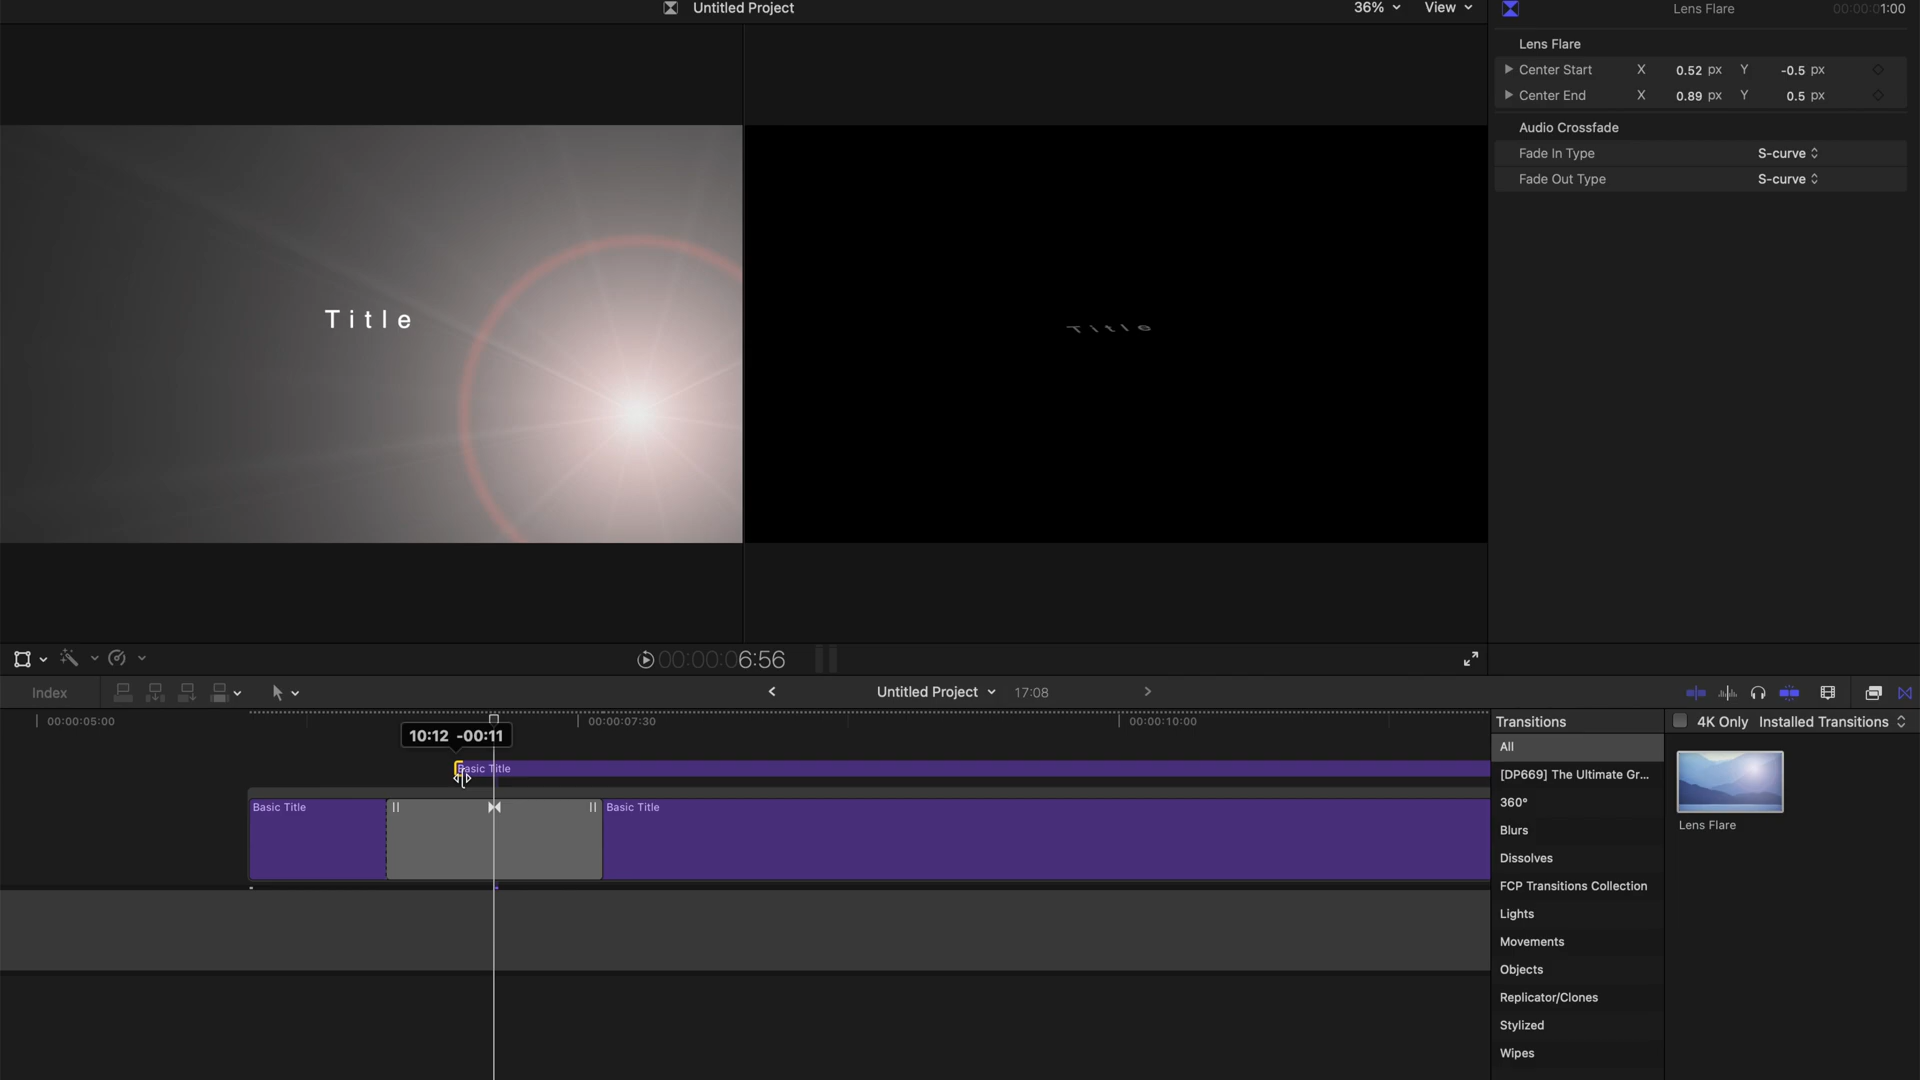 Untitled Project
36%
View
Lens Flare
00:00:01:00
Lens Flare
Center Start X 0.52 px Y -0.5 px
Center End X 0.89 px Y 0.5 px
Audio Crossfade
Fade In Type S-curve
Fade Out Type S-curve
Title
Title
00:00:06:56
Index
Untitled Project
17:08
00:00:05:00
00:00:07:30
00:00:10:00
10:12 -00:11
Basic Title
Basic Title
Basic Title
Transitions
4K Only
Installed Transitions
All
[DP669] The Ultimate Gr...
360°
Blurs
Dissolves
FCP Transitions Collection
Lights
Movements
Objects
Replicator/Clones
Stylized
Wipes
Lens Flare